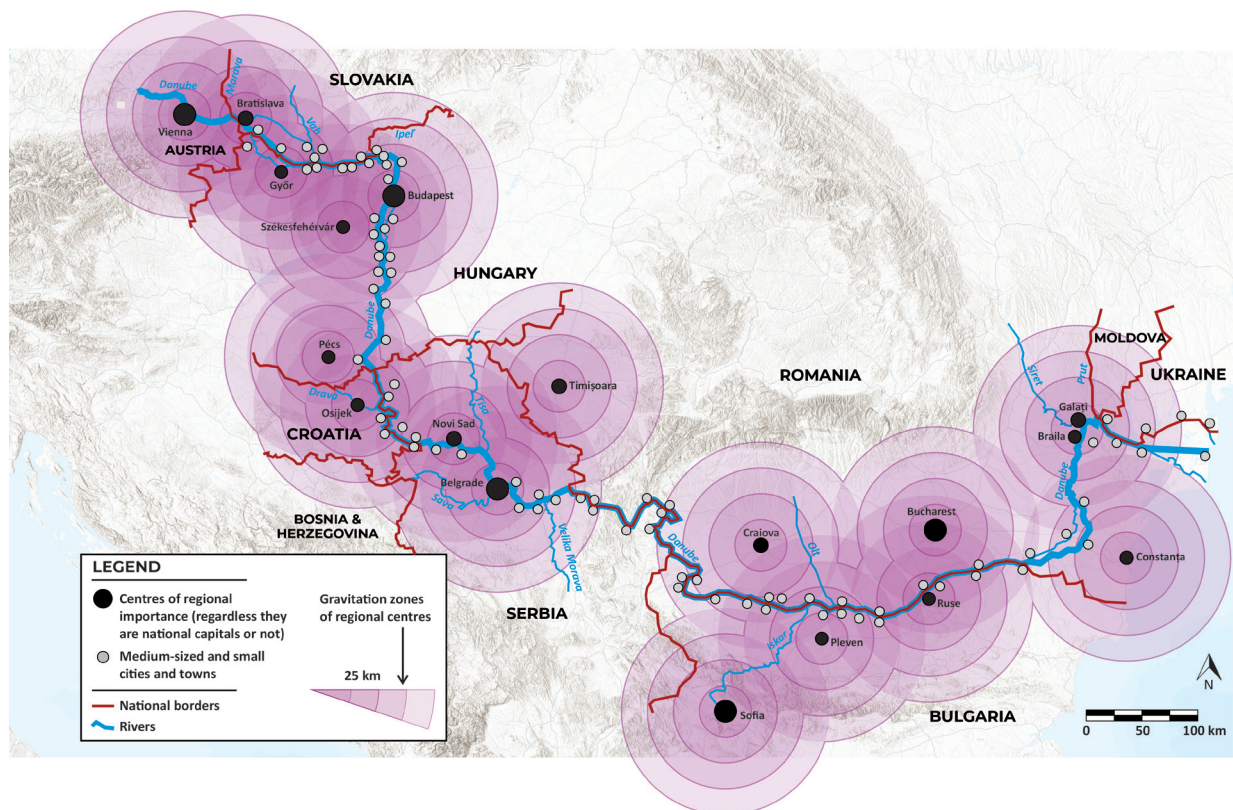 SLOVAKIA
Danube
Morava
Bratislava
Vah
Vienna
Ipeľ
AUSTRIA
Győr
Budapest
Székesfehérvár
HUNGARY
Danube
Pécs
Timișoara
Drava
Osijek
Tisa
Novi Sad
CROATIA
Belgrade
Sava
BOSNIA &
HERZEGOVINA
Velika Morava
SERBIA
ROMANIA
MOLDOVA
UKRAINE
Siret
Prut
Galați
Braila
Danube
Constanța
Bucharest
Craiova
Olt
Danube
Ruse
Pleven
Iskar
Sofia
BULGARIA
LEGEND
Centres of regional
importance (regardless they
are national capitals or not)
Medium-sized and small
cities and towns
National borders
Rivers
Gravitation zones
of regional centres
25 km
N
0 50 100 km